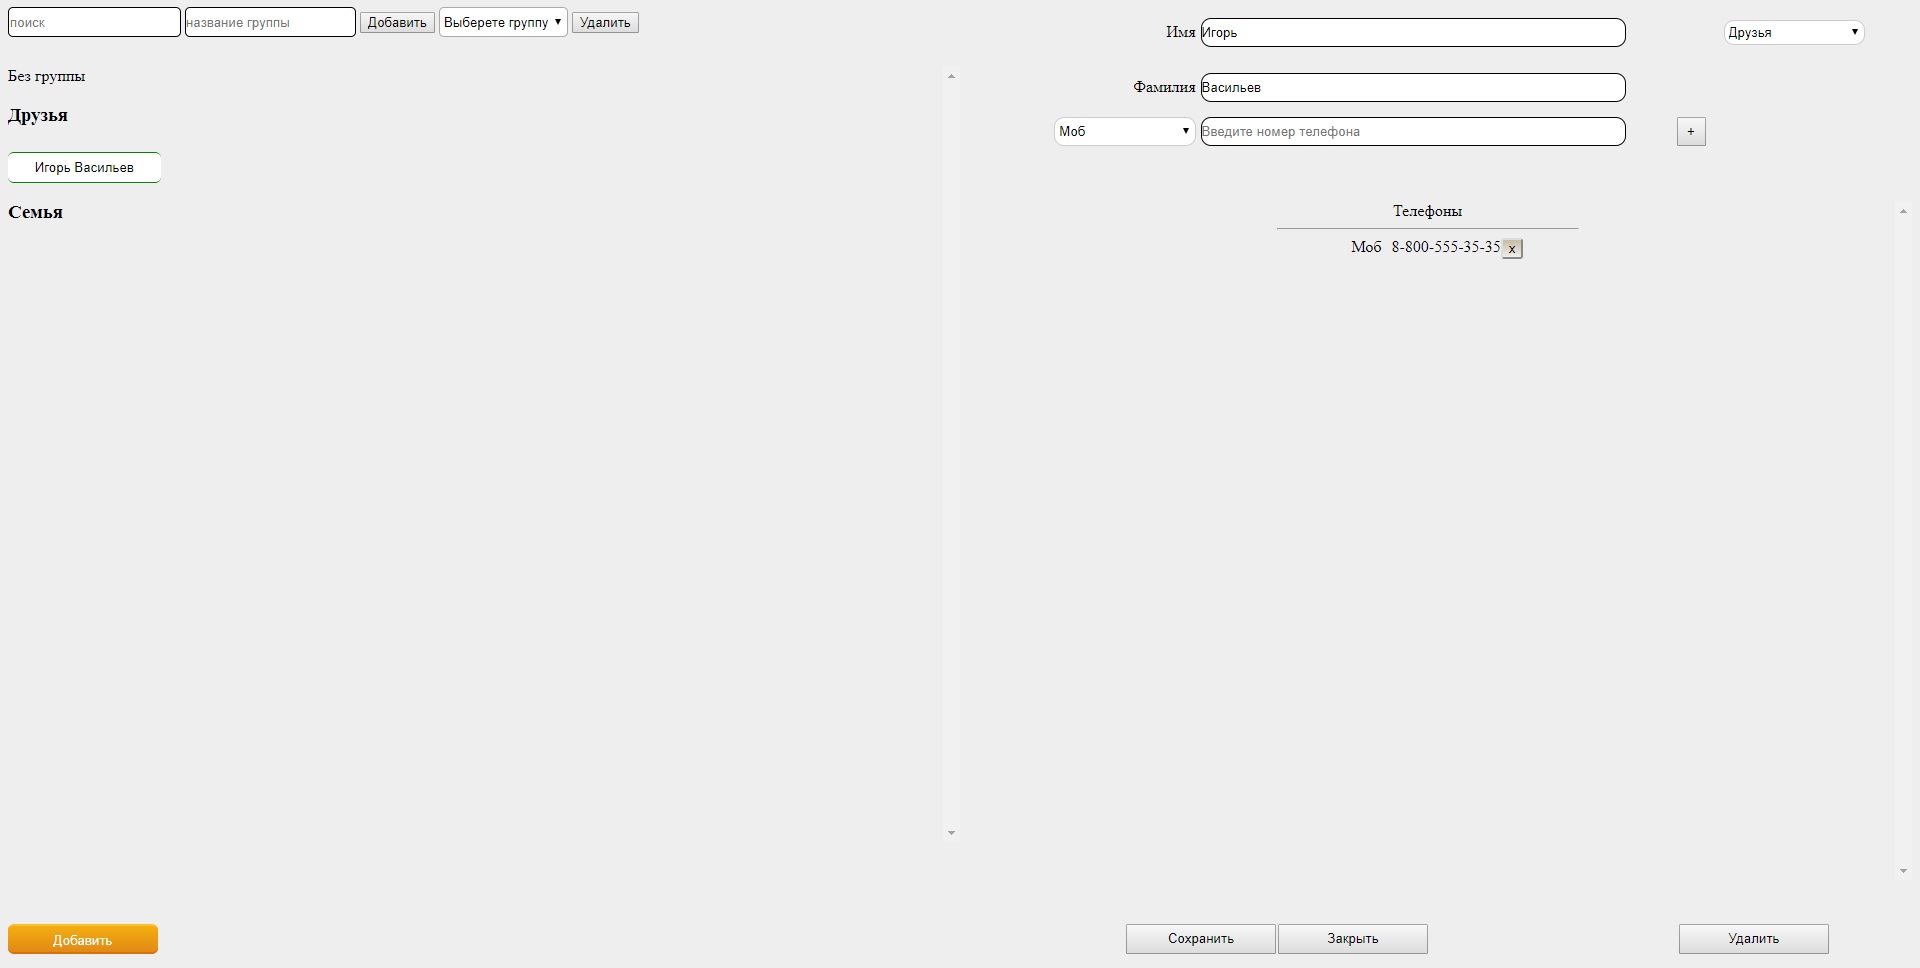 поиск название группы Добавить Выберете группу Удалить
Без группы
Друзья
Игорь Васильев
Семья
Добавить
Имя Игорь Друзья
Фамилия Васильев
Моб Введите номер телефона +
Телефоны
Моб 8-800-555-35-35 x
Сохранить Закрыть Удалить